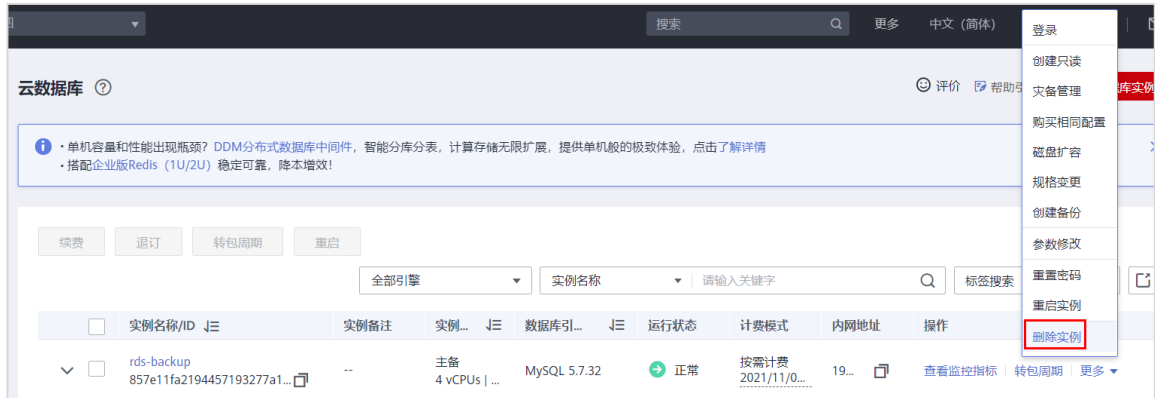 搜索 更多 中文 (简体)
登录
创建只读
灾备管理
购买相同配置
磁盘扩容
规格变更
创建备份
参数修改
重置密码
重启实例
删除实例
云数据库
评价 帮助 库实例
· 单机容量和性能出现瓶颈？DDM分布式数据库中间件，智能分库分表，计算存储无限扩展，提供单机般的极致体验，点击了解详情
· 搭配企业版Redis（1U/2U）稳定可靠，降本增效！
续费 退订 转包周期 重启
全部引擎 实例名称 请输入关键字 标签搜索
实例名称/ID 实例备注 实例... 数据库引... 运行状态 计费模式 内网地址 操作
rds-backup 主备 按需计费
857e11fa2194457193277a1... -- 4 vCPUs | ... MySQL 5.7.32 正常 2021/11/0... 19... 查看监控指标 转包周期 更多